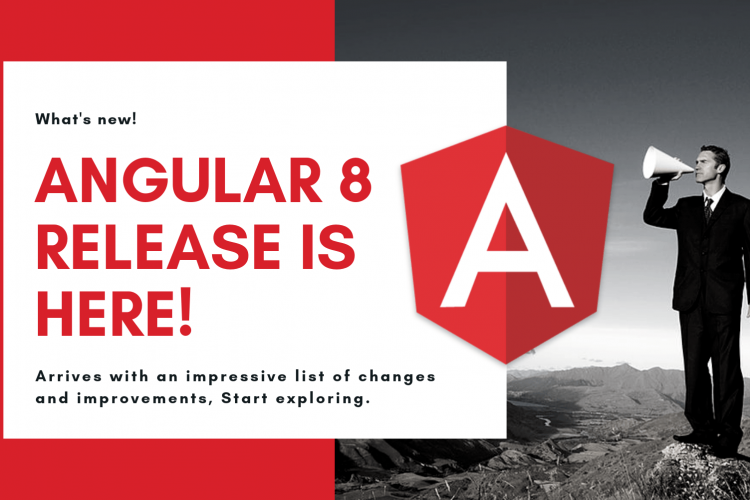 What's new!
ANGULAR 8
RELEASE IS
HERE!
Arrives with an impressive list of changes
and improvements, Start exploring.
A